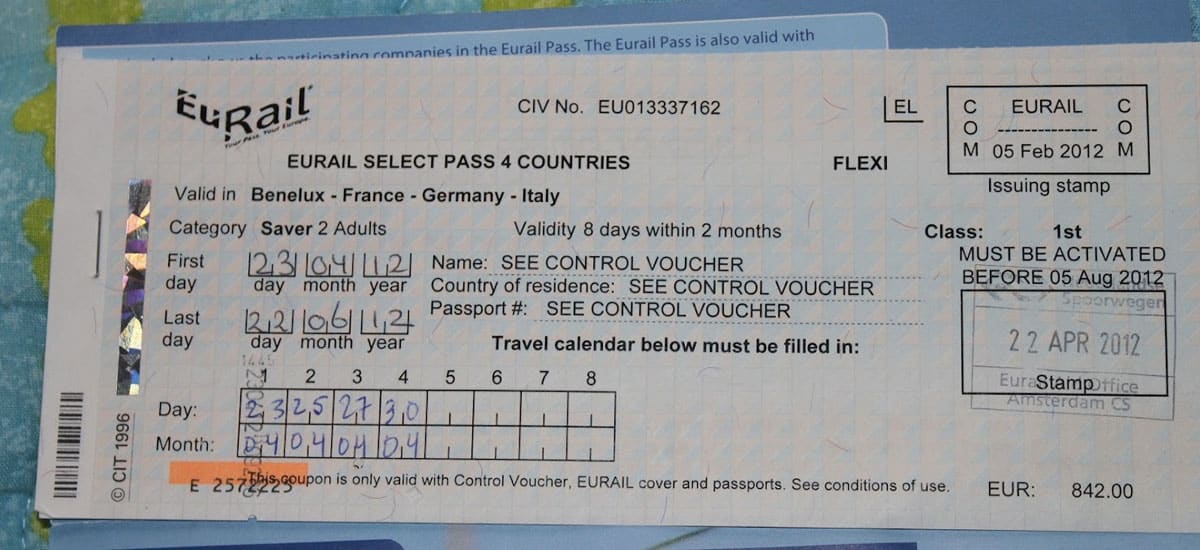 participating companies in the Eurail Pass. The Eurail Pass is also valid with
EuRail
Your Pass. Your Europe.
CIV No. EU013337162
EL
C EURAIL C
O ---------------- O
M 05 Feb 2012 M
Issuing stamp
EURAIL SELECT PASS 4 COUNTRIES
FLEXI
Valid in Benelux - France - Germany - Italy
Category Saver 2 Adults
Validity 8 days within 2 months
Class: 1st
MUST BE ACTIVATED
BEFORE 05 Aug 2012
First day 23 04 12
day month year
Name: SEE CONTROL VOUCHER
Country of residence: SEE CONTROL VOUCHER
Passport #: SEE CONTROL VOUCHER
Last day 22 06 12
day month year
Travel calendar below must be filled in:
Spoorwegen
22 APR 2012
Stamp
Office
Amsterdam CS
1445
1 2 3 4 5 6 7 8
Day: 23 25 27 30
Month: 04 04 04 04
© CIT 1996
E 2572223
This coupon is only valid with Control Voucher, EURAIL cover and passports. See conditions of use.
EUR: 842.00